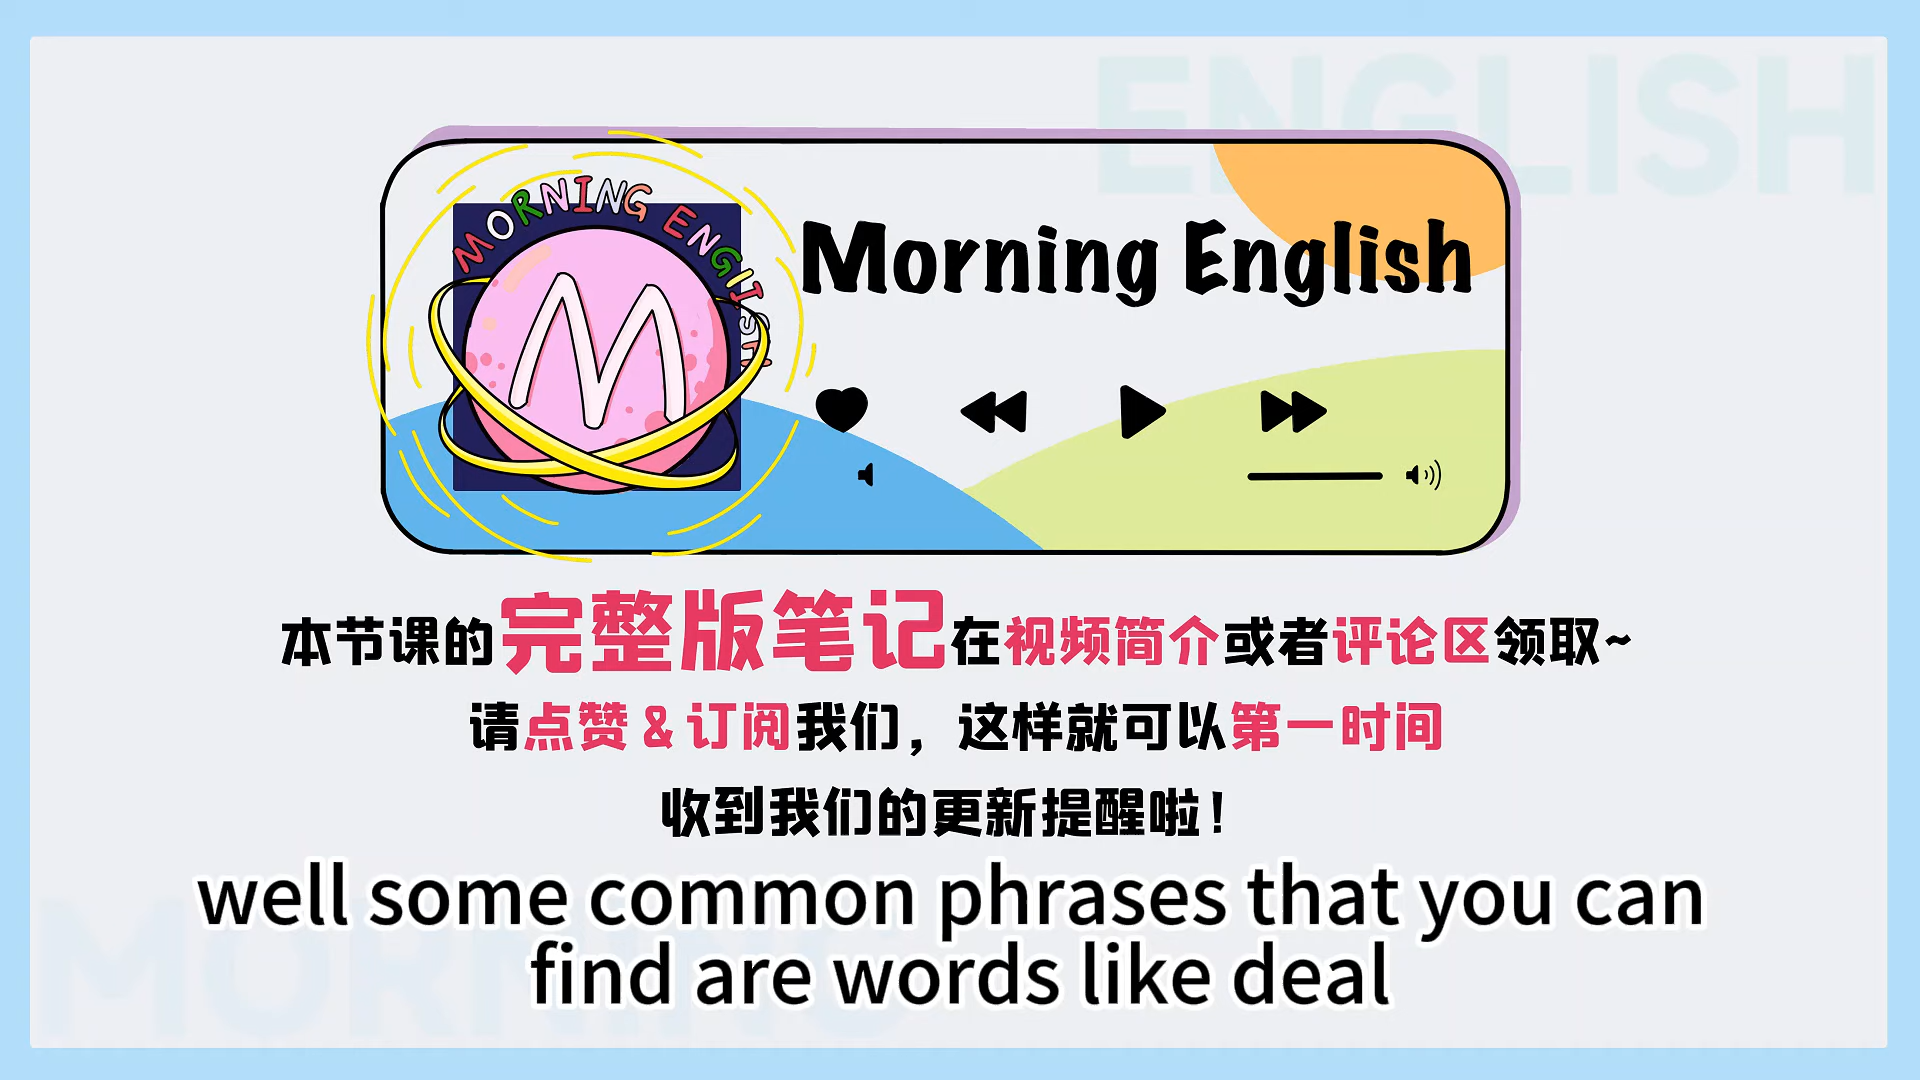 ENGLISH
MORNING ENGLISH
M
Morning English
本节课的完整版笔记在视频简介或者评论区领取~
请点赞&订阅我们，这样就可以第一时间
收到我们的更新提醒啦！
well some common phrases that you can
find are words like deal
MORNING